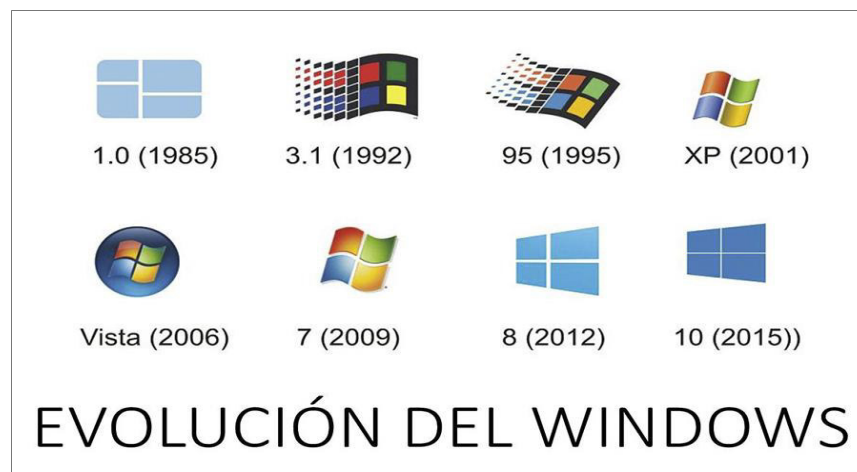 1.0 (1985) 3.1 (1992) 95 (1995) XP (2001)
Vista (2006) 7 (2009) 8 (2012) 10 (2015))
EVOLUCIÓN DEL WINDOWS